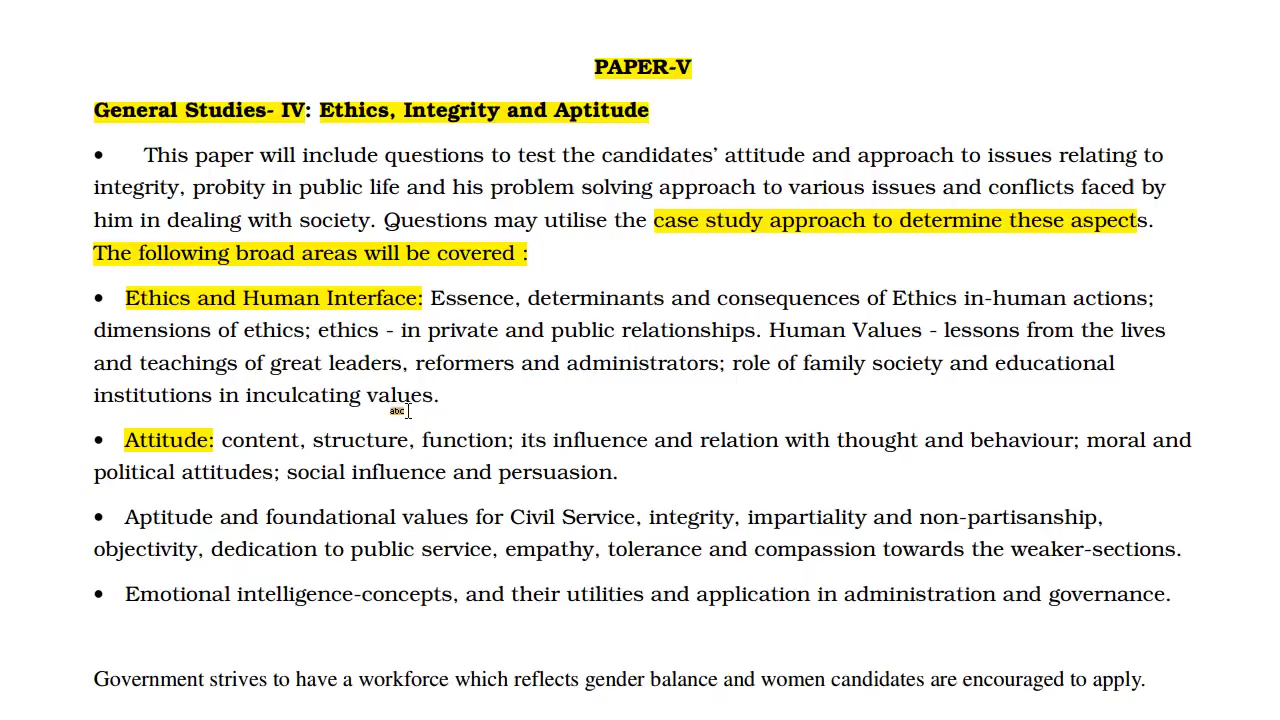 PAPER-V
General Studies- IV: Ethics, Integrity and Aptitude
• This paper will include questions to test the candidates’ attitude and approach to issues relating to
integrity, probity in public life and his problem solving approach to various issues and conflicts faced by
him in dealing with society. Questions may utilise the case study approach to determine these aspects.
The following broad areas will be covered :
• Ethics and Human Interface: Essence, determinants and consequences of Ethics in-human actions;
dimensions of ethics; ethics - in private and public relationships. Human Values - lessons from the lives
and teachings of great leaders, reformers and administrators; role of family society and educational
institutions in inculcating values.
abc
• Attitude: content, structure, function; its influence and relation with thought and behaviour; moral and
political attitudes; social influence and persuasion.
• Aptitude and foundational values for Civil Service, integrity, impartiality and non-partisanship,
objectivity, dedication to public service, empathy, tolerance and compassion towards the weaker-sections.
• Emotional intelligence-concepts, and their utilities and application in administration and governance.
Government strives to have a workforce which reflects gender balance and women candidates are encouraged to apply.